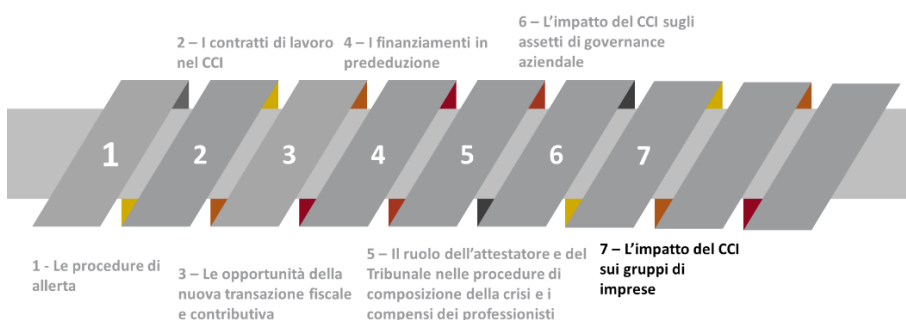 6 – L'impatto del CCI sugli
assetti di governance
aziendale
2 – I contratti di lavoro
nel CCI
4 – I finanziamenti in
prededuzione
1
2
3
4
5
6
7
1 - Le procedure di
allerta
3 – Le opportunità della
nuova transazione fiscale
e contributiva
5 – Il ruolo dell'attestatore e del
Tribunale nelle procedure di
composizione della crisi e i
compensi dei professionisti
7 – L'impatto del CCI
sui gruppi di
imprese